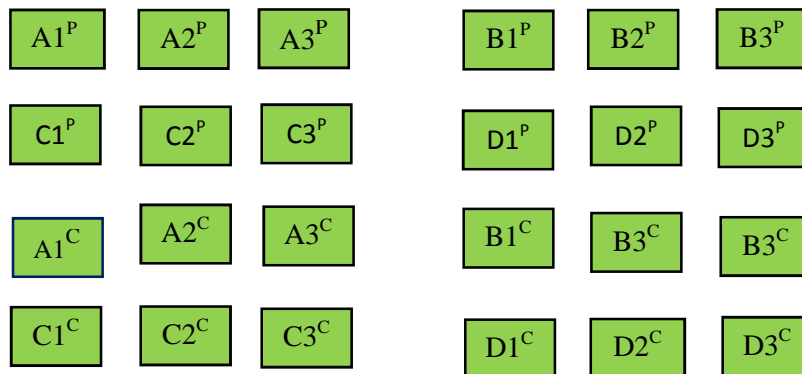 A1ᴾ A2ᴾ A3ᴾ B1ᴾ B2ᴾ B3ᴾ
C1ᴾ C2ᴾ C3ᴾ D1ᴾ D2ᴾ D3ᴾ
A1ᶜ A2ᶜ A3ᶜ B1ᶜ B3ᶜ B3ᶜ
C1ᶜ C2ᶜ C3ᶜ D1ᶜ D2ᶜ D3ᶜ